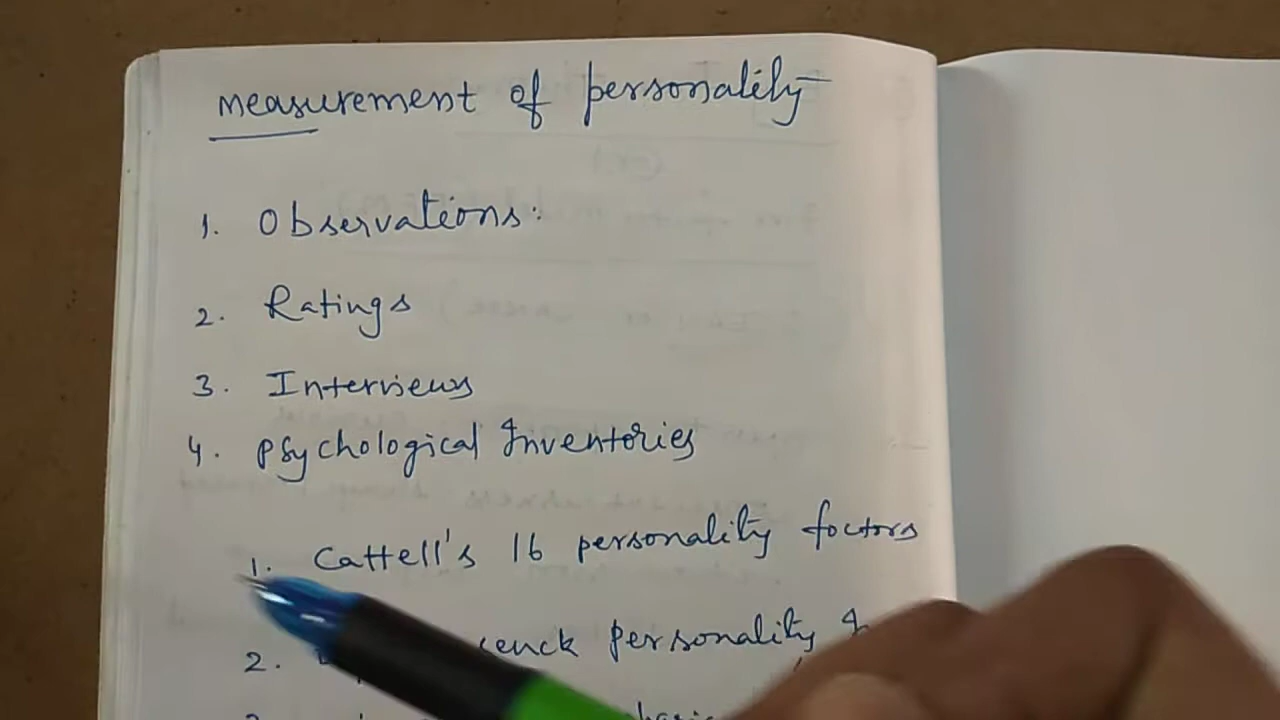 measurement of personality
1. Observations:
2. Ratings
3. Interviews
4. Psychological Inventories
1. Cattell's 16 personality factors
2. personality